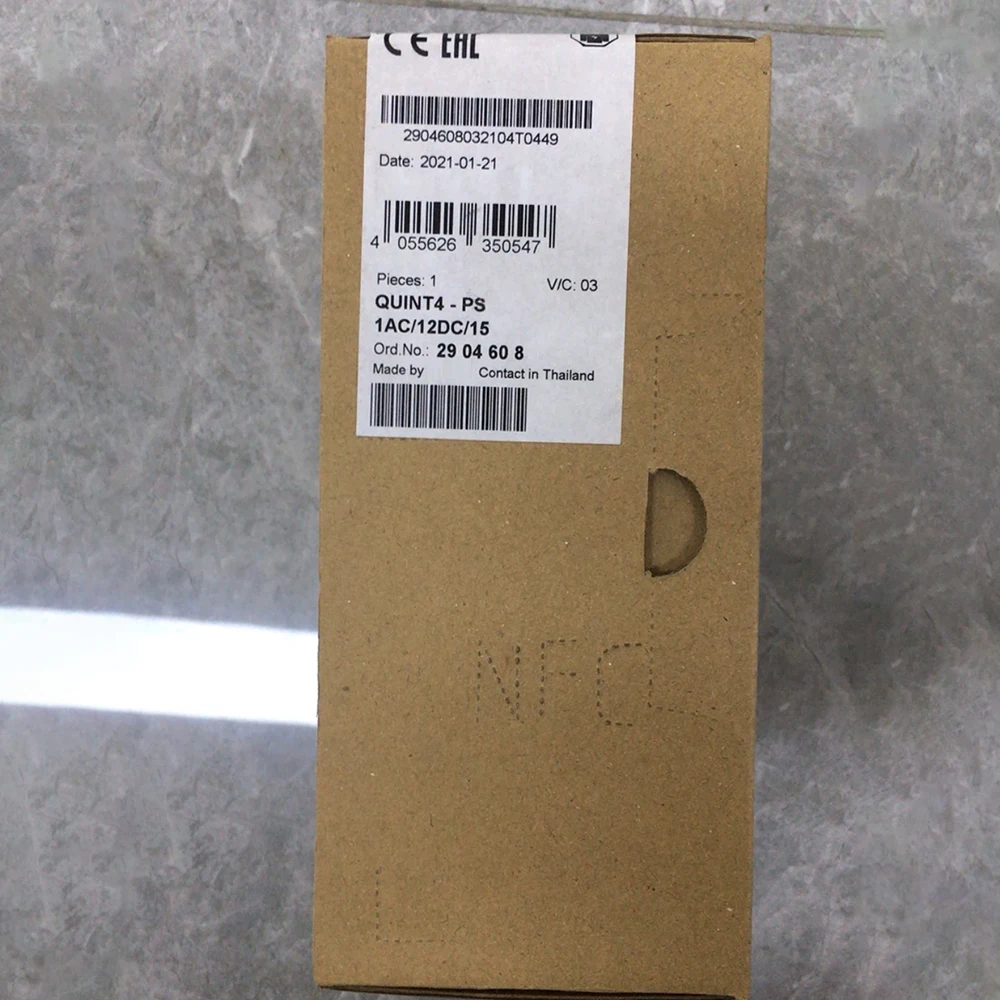 CE EAC
2904608032104T0449
Date: 2021-01-21
4 055626 350547
Pieces: 1 V/C: 03
QUINT4 - PS
1AC/12DC/15
Ord.No.: 29 04 60 8
Made by Contact in Thailand
NFC